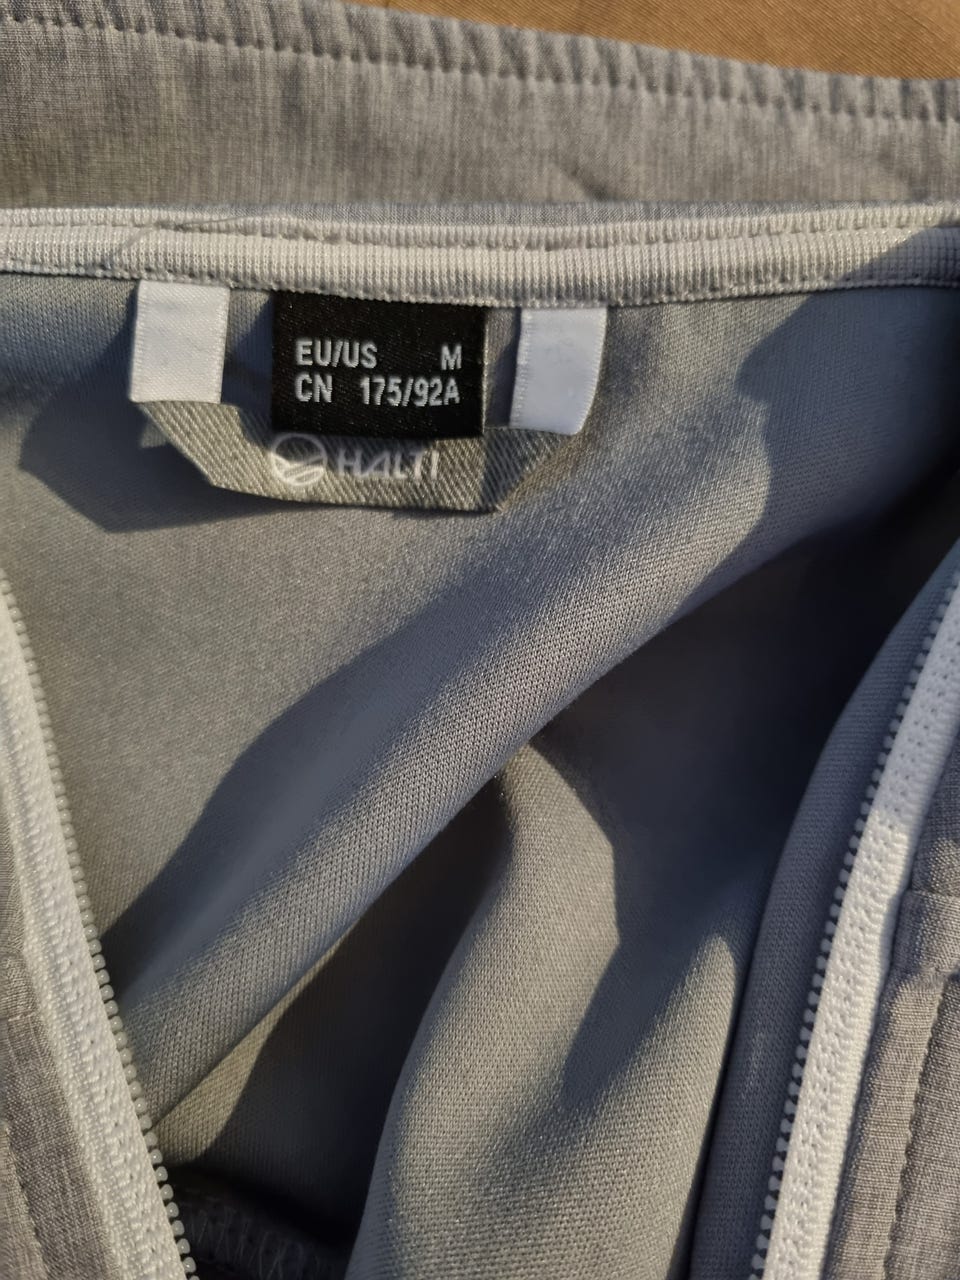 EU/US M
CN 175/92A
HALTI